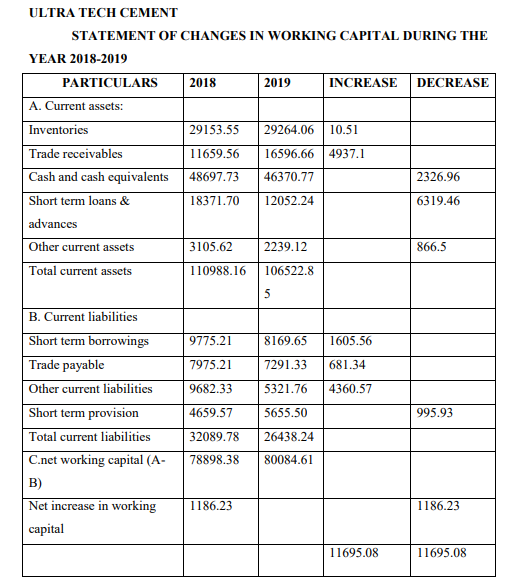 ULTRA TECH CEMENT
STATEMENT OF CHANGES IN WORKING CAPITAL DURING THE
YEAR 2018-2019
PARTICULARS 2018 2019 INCREASE DECREASE
A. Current assets:
Inventories 29153.55 29264.06 10.51
Trade receivables 11659.56 16596.66 4937.1
Cash and cash equivalents 48697.73 46370.77 2326.96
Short term loans & 18371.70 12052.24 6319.46
advances
Other current assets 3105.62 2239.12 866.5
Total current assets 110988.16 106522.8
5
B. Current liabilities
Short term borrowings 9775.21 8169.65 1605.56
Trade payable 7975.21 7291.33 681.34
Other current liabilities 9682.33 5321.76 4360.57
Short term provision 4659.57 5655.50 995.93
Total current liabilities 32089.78 26438.24
C.net working capital (A- 78898.38 80084.61
B)
Net increase in working 1186.23 1186.23
capital
11695.08 11695.08